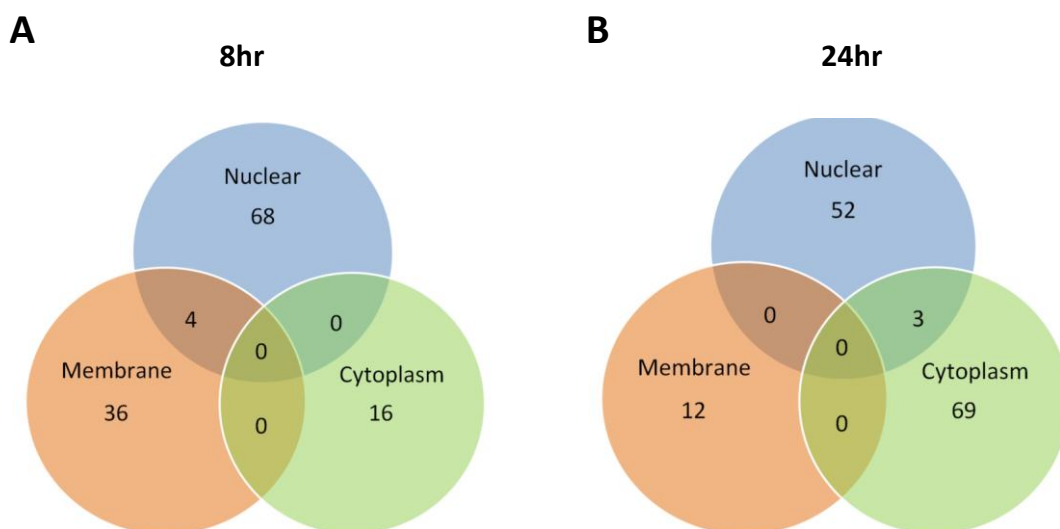 A
8hr
Nuclear
68
4
0
0
Membrane
36
Cytoplasm
16
0
B
24hr
Nuclear
52
0
3
0
Membrane
12
Cytoplasm
69
0